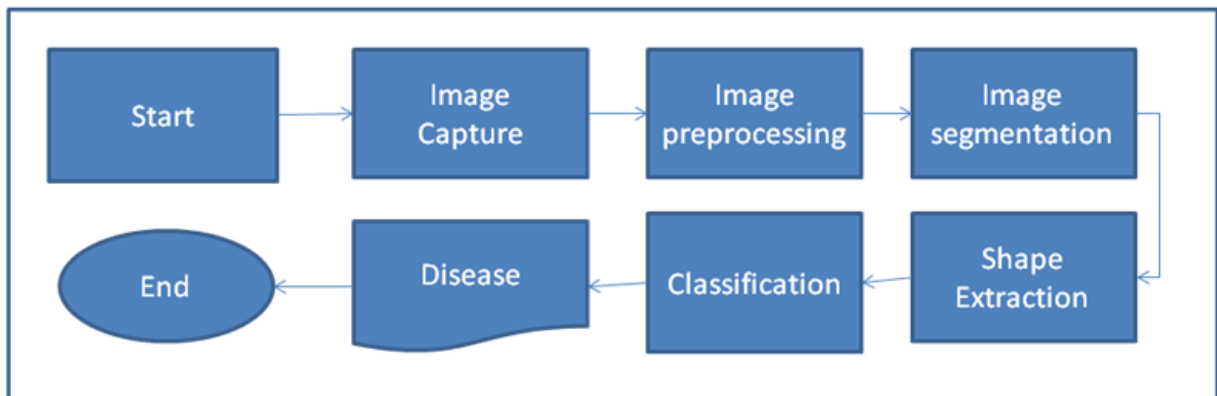 Start
Image
Capture
Image
preprocessing
Image
segmentation
Shape
Extraction
Classification
Disease
End